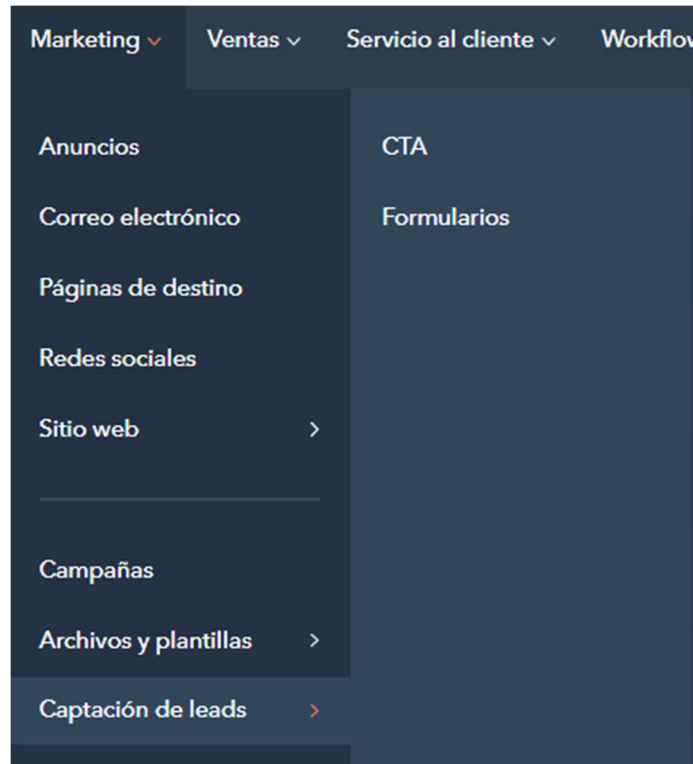 Marketing Ventas Servicio al cliente
Anuncios
Correo electrónico
Páginas de destino
Redes sociales
Sitio web
Campañas
Archivos y plantillas
Captación de leads
CTA
Formularios